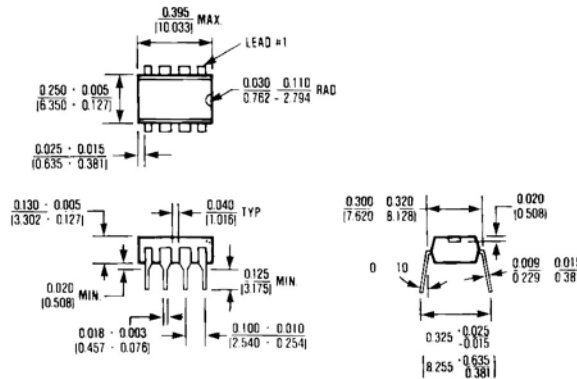 0.395 MAX.
(10.033)
LEAD #1
0.250 · 0.005
(6.350 · 0.127)
0.030 0.110 RAD
0.762 - 2.794
0.025 · 0.015
(0.635 · 0.381)
0.130 · 0.005
(3.302 · 0.127)
0.040 TYP
(1.016)
0.300 0.320
(7.620 8.128)
0.020
(0.508)
0.020 MIN.
(0.508)
0.125 MIN.
(3.175)
0 10
0.009 0.015
0.229 0.38
0.018 · 0.003
(0.457 · 0.076)
0.100 · 0.010
(2.540 · 0.254)
0.325 +0.025
-0.015
[8.255 +0.635
0.381]